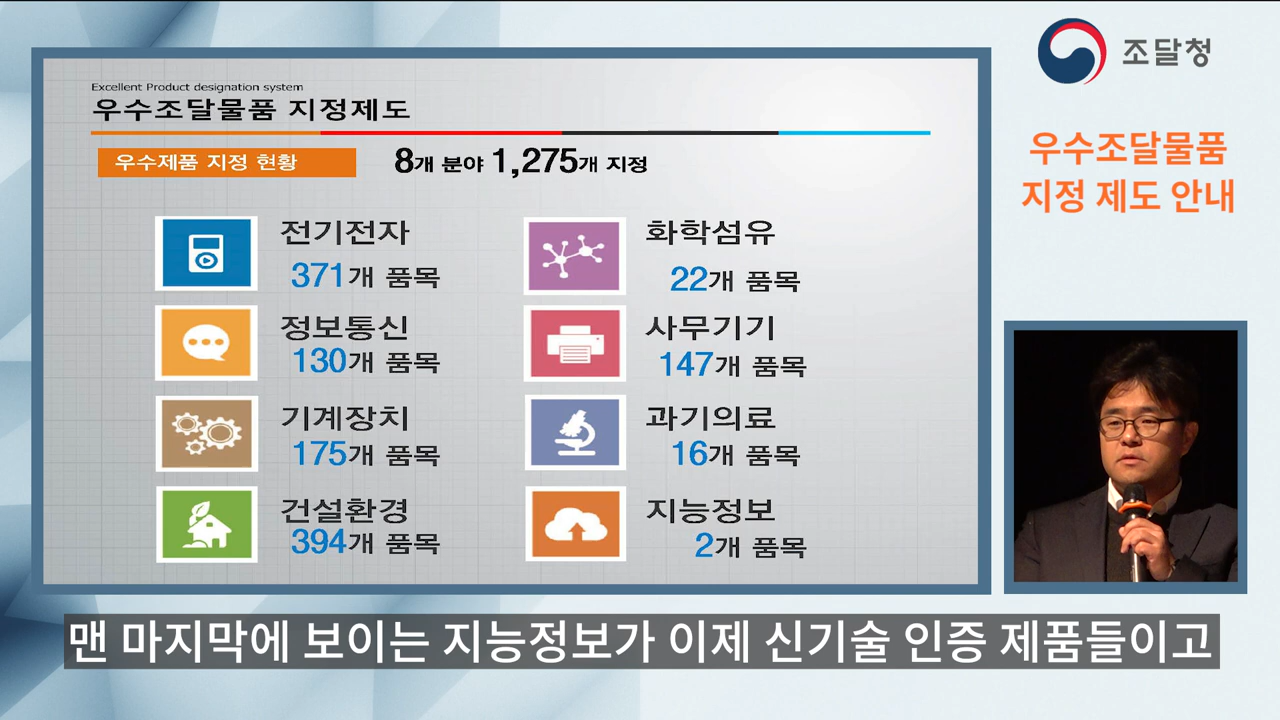 Excellent Product designation system
우수조달물품 지정제도
우수제품 지정 현황
8개 분야 1,275개 지정
전기전자
371개 품목
화학섬유
22개 품목
정보통신
130개 품목
사무기기
147개 품목
기계장치
175개 품목
과기의료
16개 품목
건설환경
394개 품목
지능정보
2개 품목
조달청
우수조달물품
지정 제도 안내
맨 마지막에 보이는 지능정보가 이제 신기술 인증 제품들이고